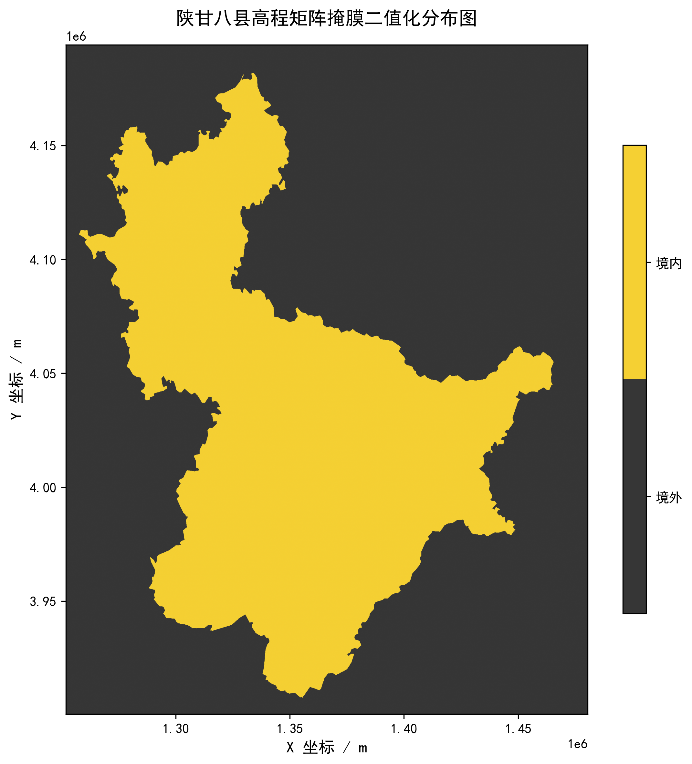 陕甘八县高程矩阵掩膜二值化分布图
1e6
4.15
4.10
4.05
4.00
3.95
Y 坐标 / m
1.30
1.35
1.40
1.45
X 坐标 / m
1e6
境内
境外